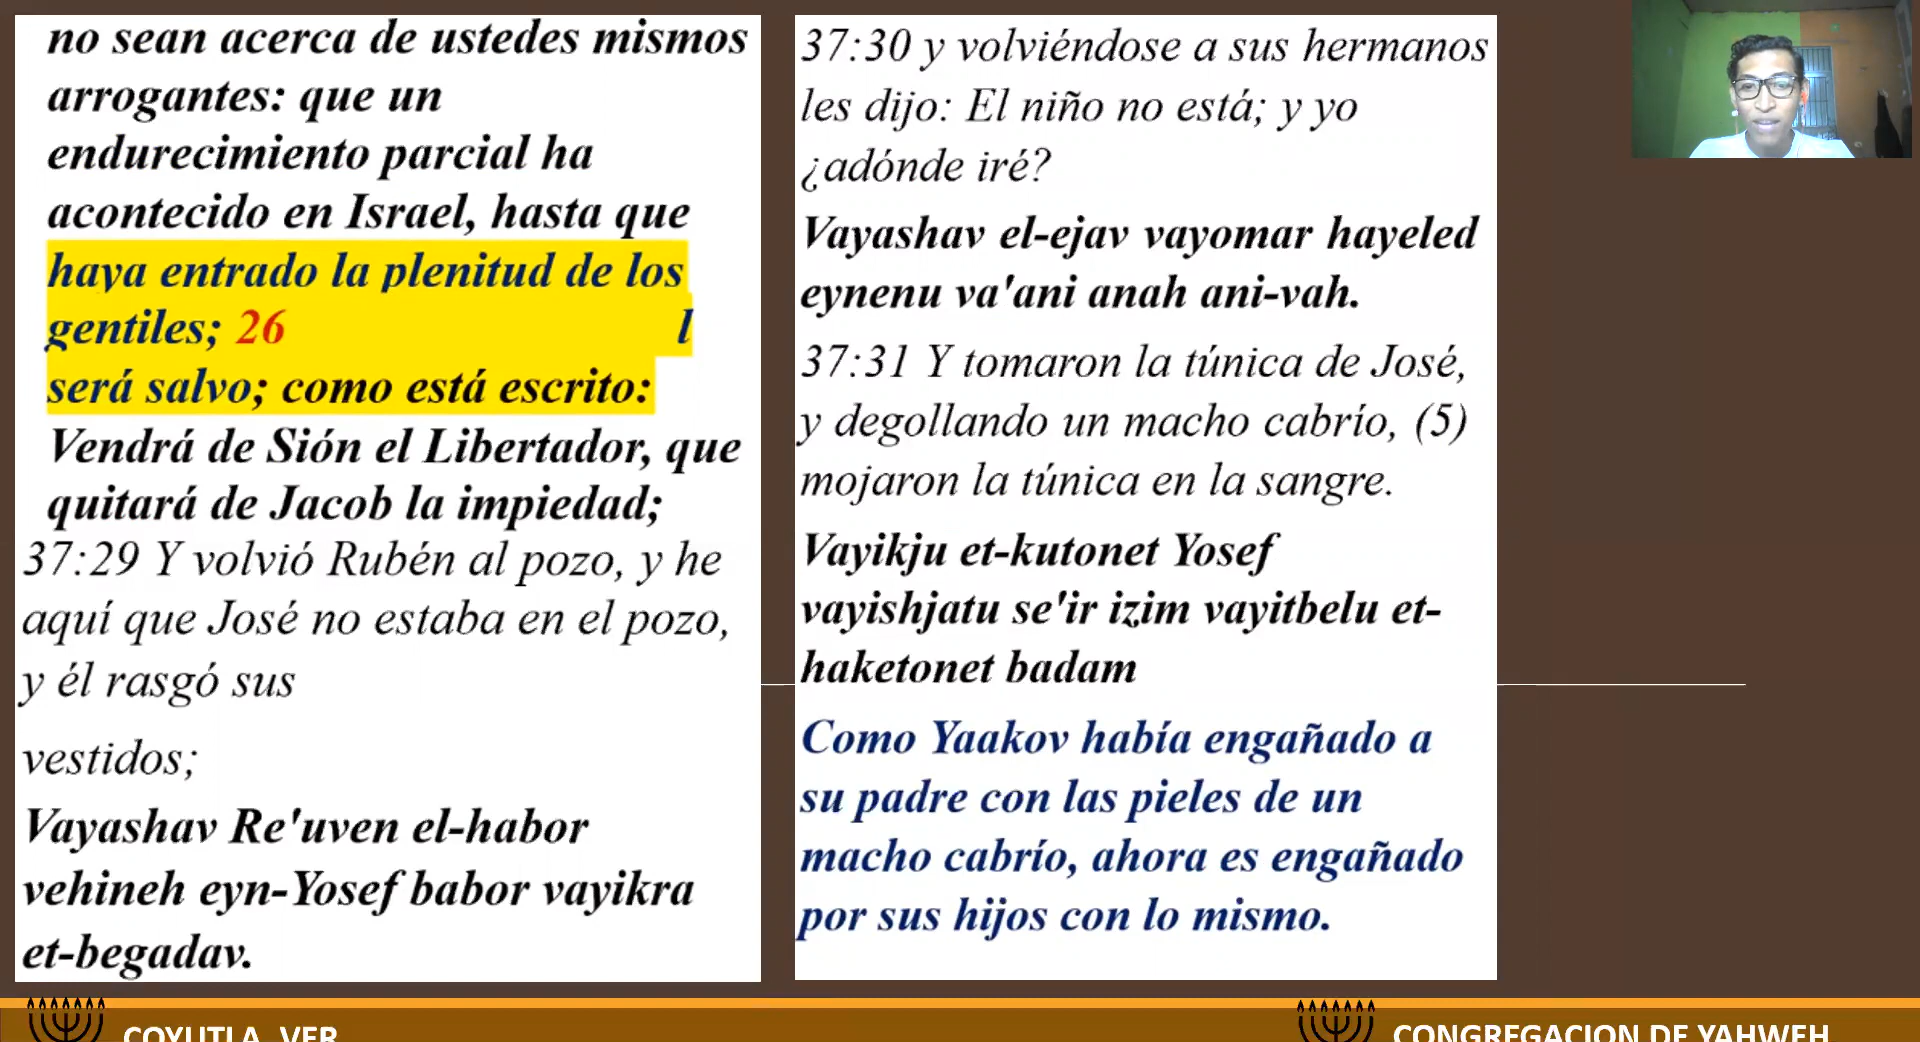 no sean acerca de ustedes mismos
arrogantes: que un
endurecimiento parcial ha
acontecido en Israel, hasta que
haya entrado la plenitud de los
gentiles; 26 l
será salvo; como está escrito:
Vendrá de Sión el Libertador, que
quitará de Jacob la impiedad;
37:29 Y volvió Rubén al pozo, y he
aquí que José no estaba en el pozo,
y él rasgó sus
vestidos;
Vayashav Re'uven el-habor
vehineh eyn-Yosef babor vayikra
et-begadav.
37:30 y volviéndose a sus hermanos
les dijo: El niño no está; y yo
¿adónde iré?
Vayashav el-ejav vayomar hayeled
eynenu va'ani anah ani-vah.
37:31 Y tomaron la túnica de José,
y degollando un macho cabrío, (5)
mojaron la túnica en la sangre.
Vayikju et-kutonet Yosef
vayishjatu se'ir izim vayitbelu et-
haketonet badam
Como Yaakov había engañado a
su padre con las pieles de un
macho cabrío, ahora es engañado
por sus hijos con lo mismo.
COYUTLA, VER
CONGREGACION DE YAHWEH